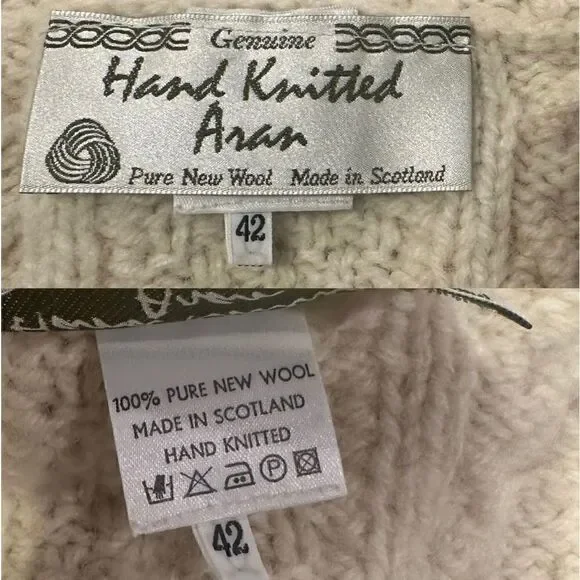 Genuine
Hand Knitted
Aran
Pure New Wool Made in Scotland
42
100% PURE NEW WOOL
MADE IN SCOTLAND
HAND KNITTED
P
42